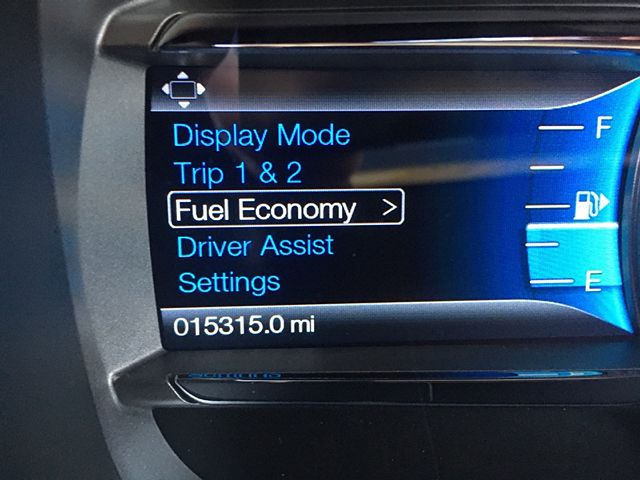 Display Mode
Trip 1 & 2
Fuel Economy >
Driver Assist
Settings
015315.0 mi
F
E